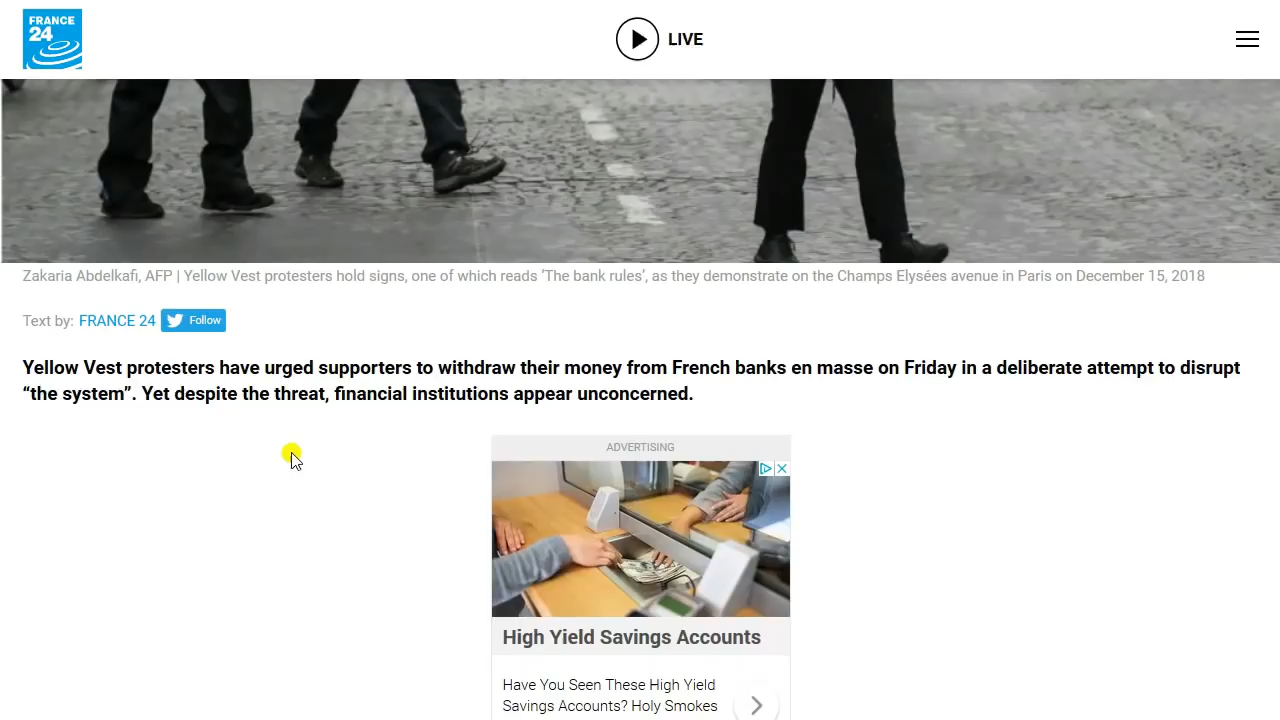 FRANCE
24
LIVE
Zakaria Abdelkafi, AFP | Yellow Vest protesters hold signs, one of which reads ‘The bank rules’, as they demonstrate on the Champs Elysées avenue in Paris on December 15, 2018
Text by: FRANCE 24 Follow
Yellow Vest protesters have urged supporters to withdraw their money from French banks en masse on Friday in a deliberate attempt to disrupt
“the system”. Yet despite the threat, financial institutions appear unconcerned.
ADVERTISING
High Yield Savings Accounts
Have You Seen These High Yield
Savings Accounts? Holy Smokes